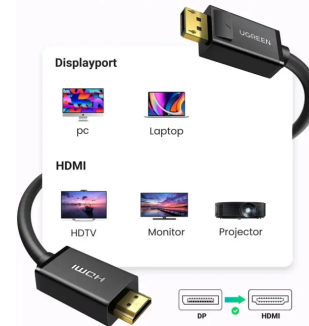 UGREEN
Displayport
pc
Laptop
HDMI
HDTV
Monitor
Projector
HDMI
DP
HDMI